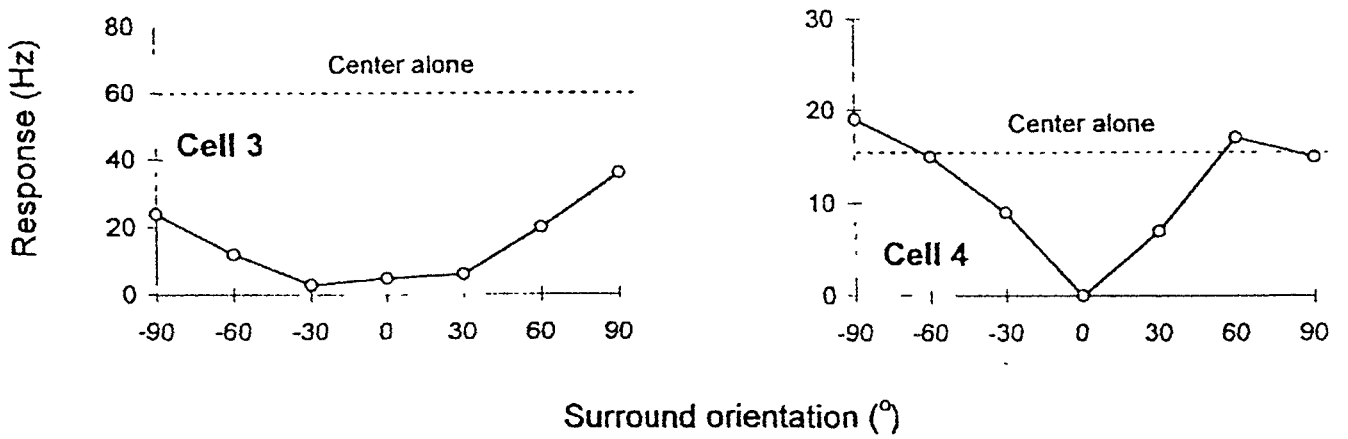 Response (Hz)
80
60
40
20
0
Center alone
Cell 3
-90 -60 -30 0 30 60 90
30
20
10
0
Center alone
Cell 4
-90 -60 -30 0 30 60 90
Surround orientation (°)